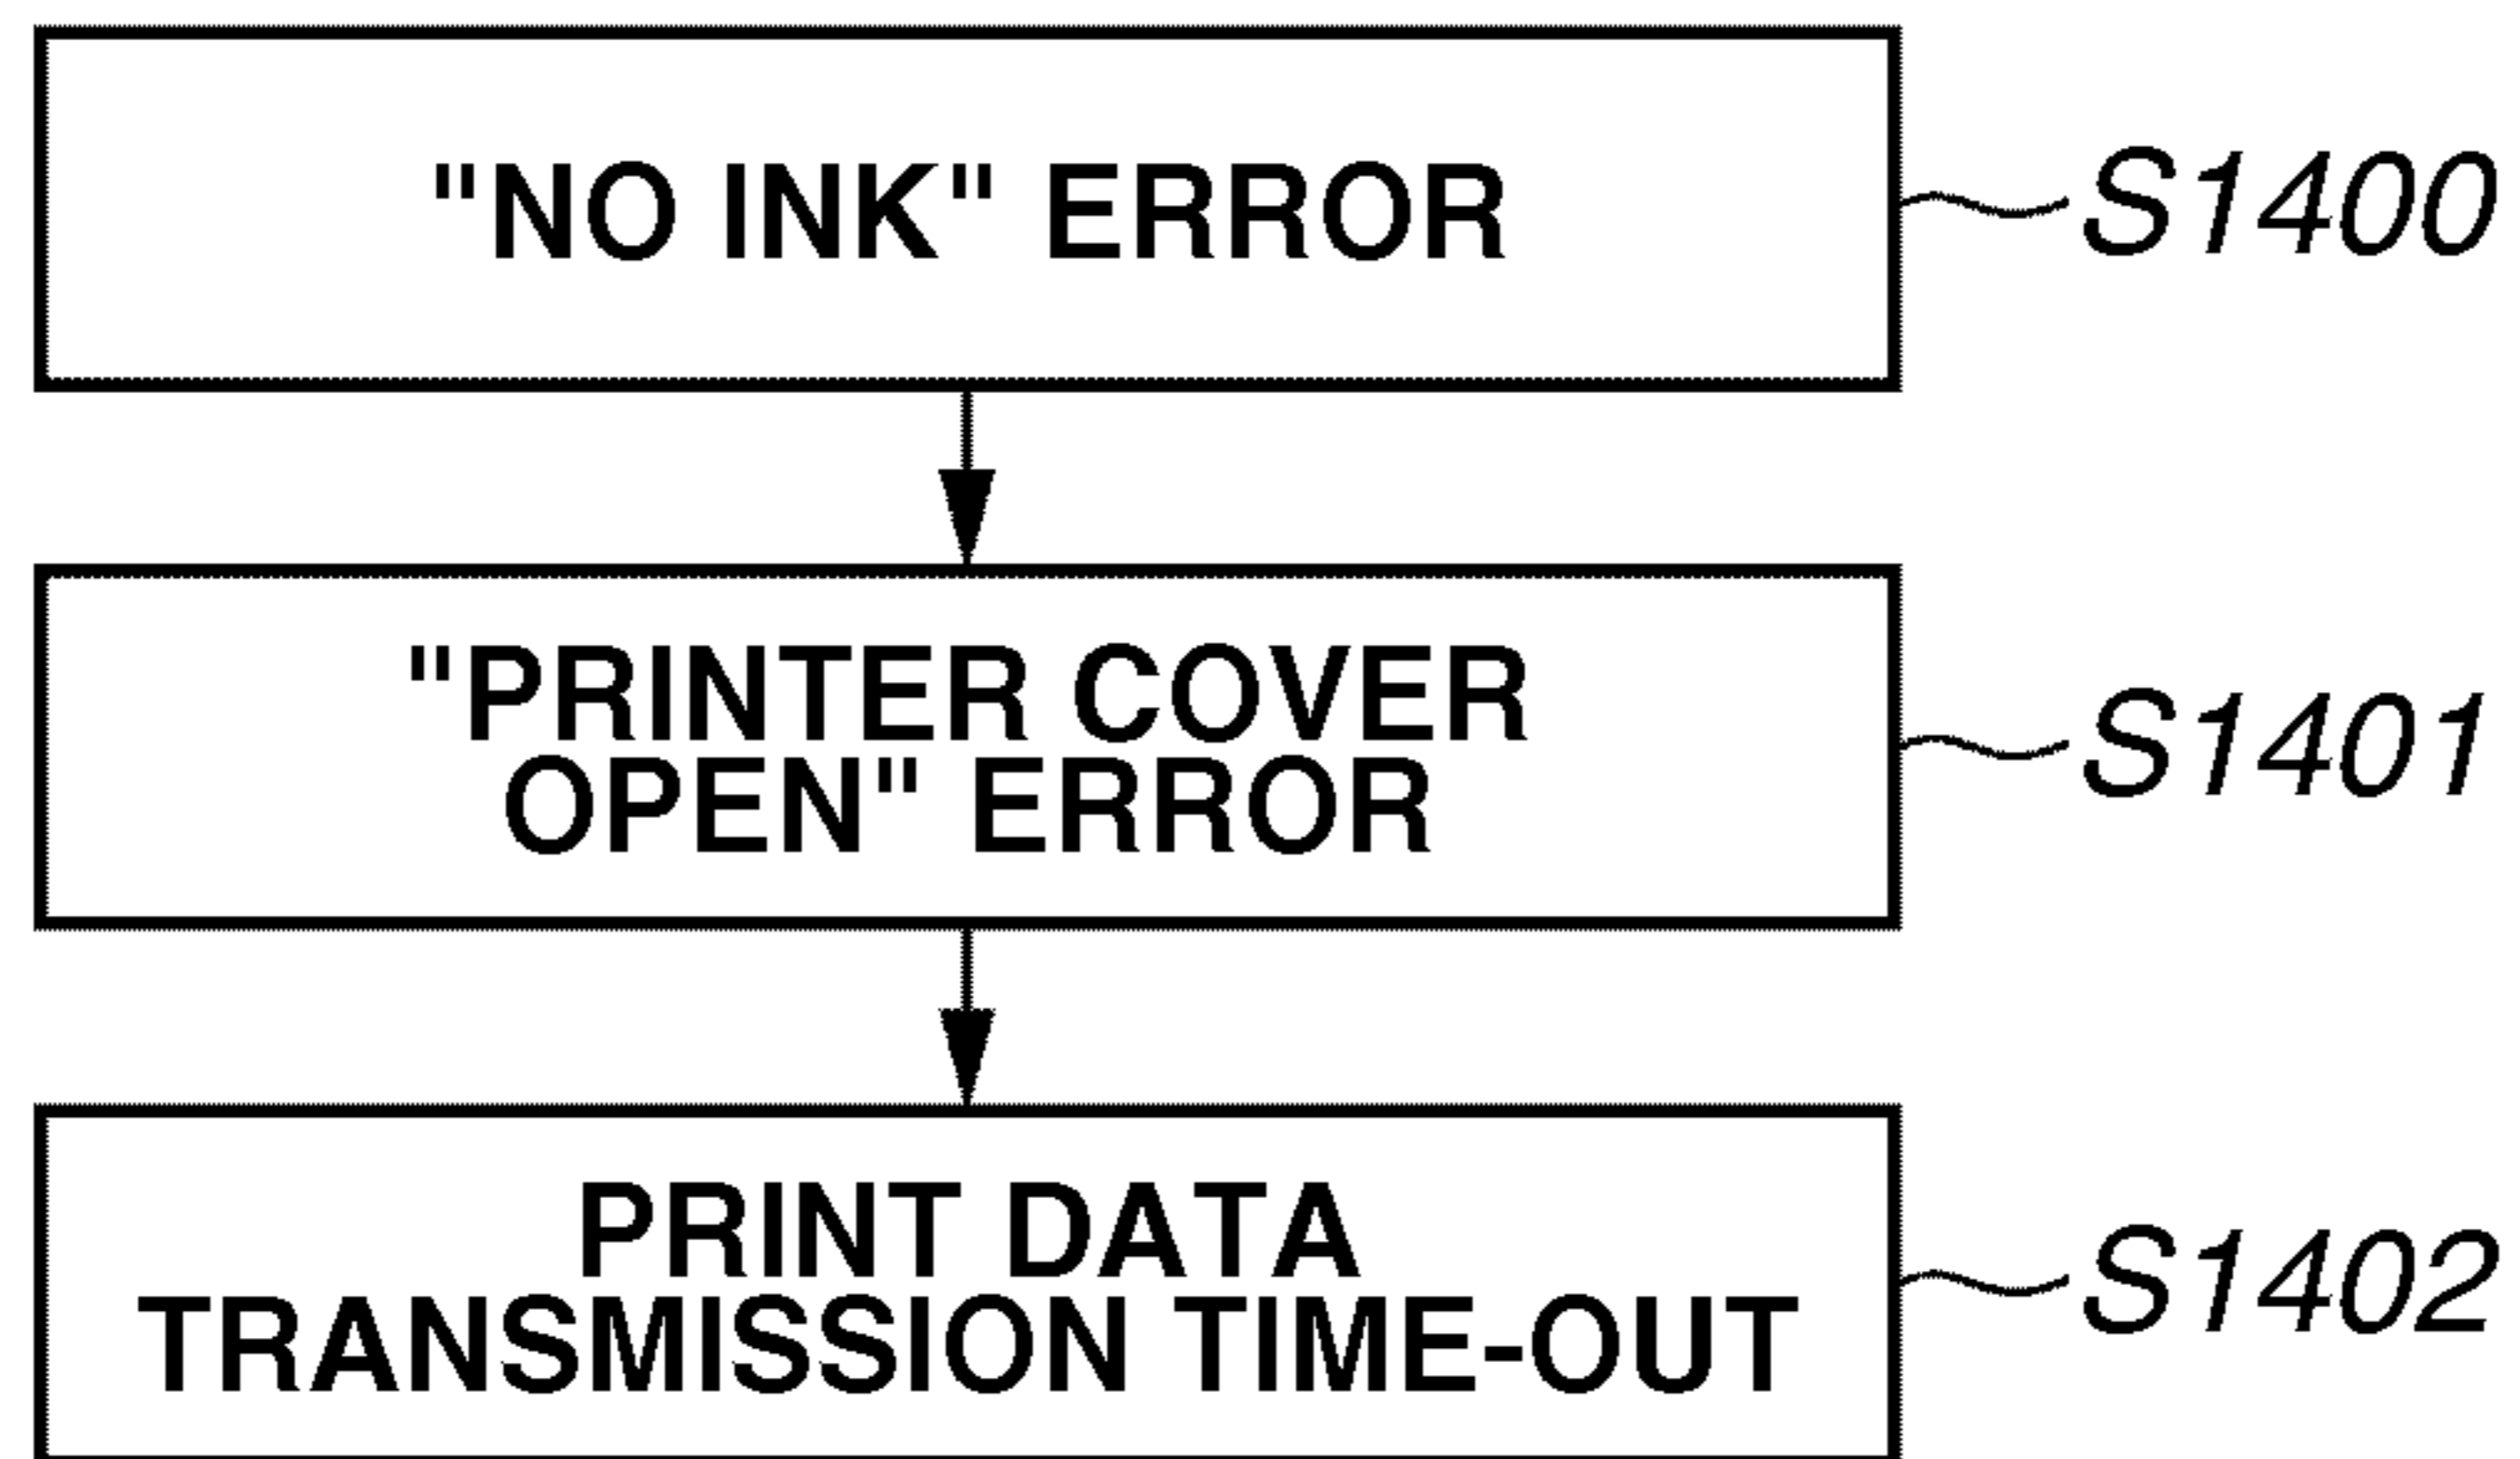 "NO INK" ERROR
S1400
"PRINTER COVER
OPEN" ERROR
S1401
PRINT DATA
TRANSMISSION TIME-OUT
S1402